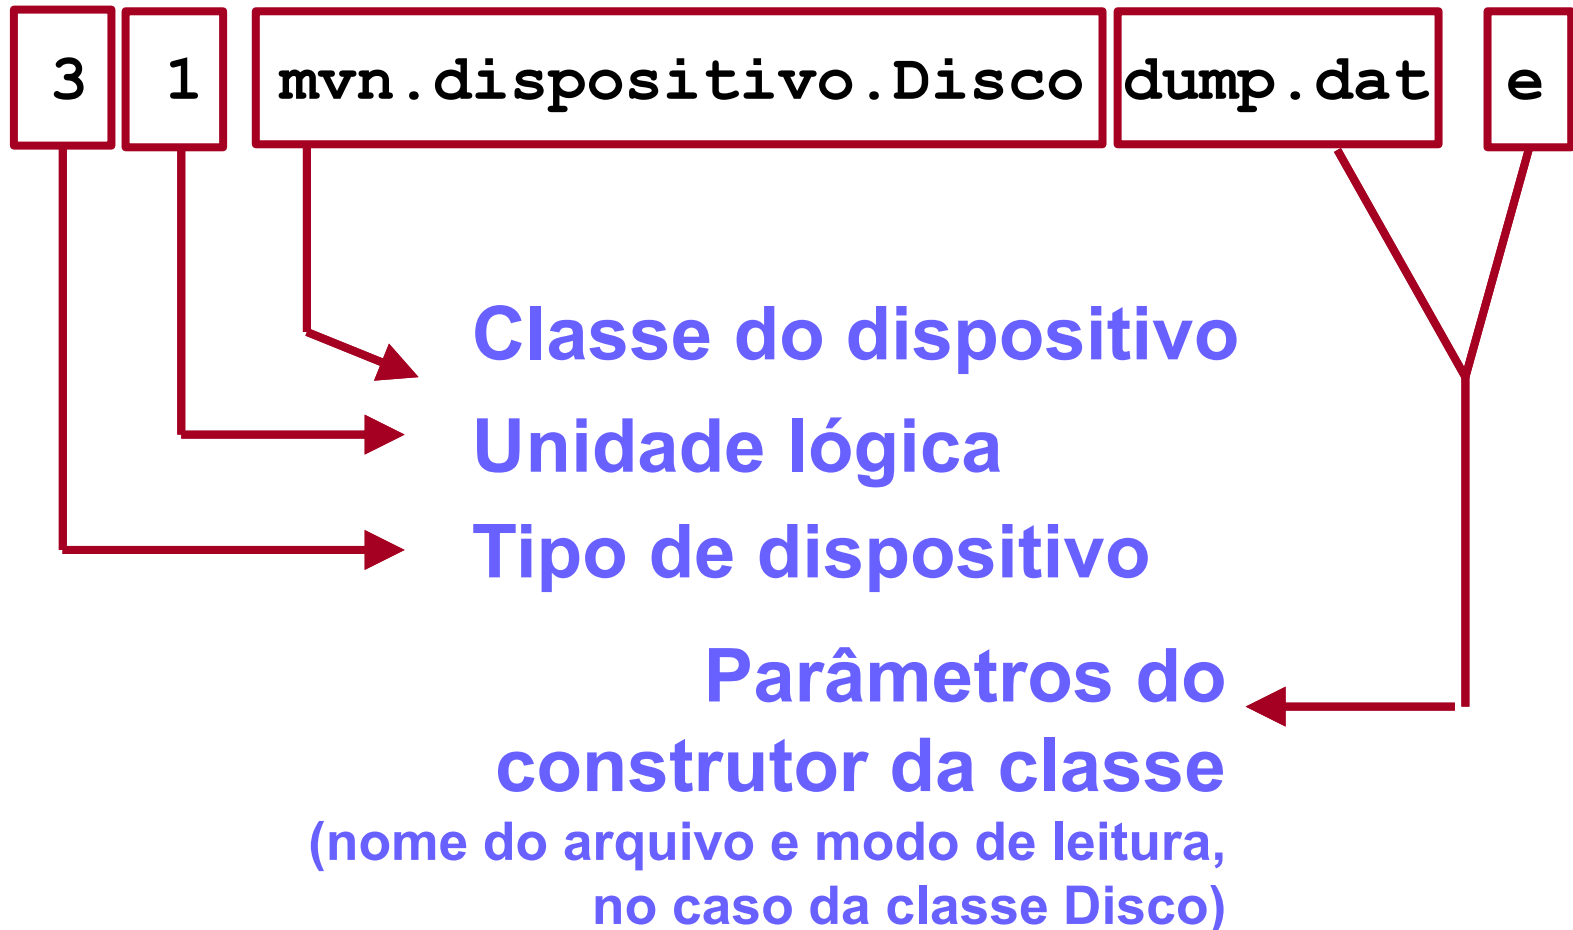 3 1 mvn.dispositivo.Disco dump.dat e
Classe do dispositivo
Unidade lógica
Tipo de dispositivo
Parâmetros do
construtor da classe
(nome do arquivo e modo de leitura,
no caso da classe Disco)